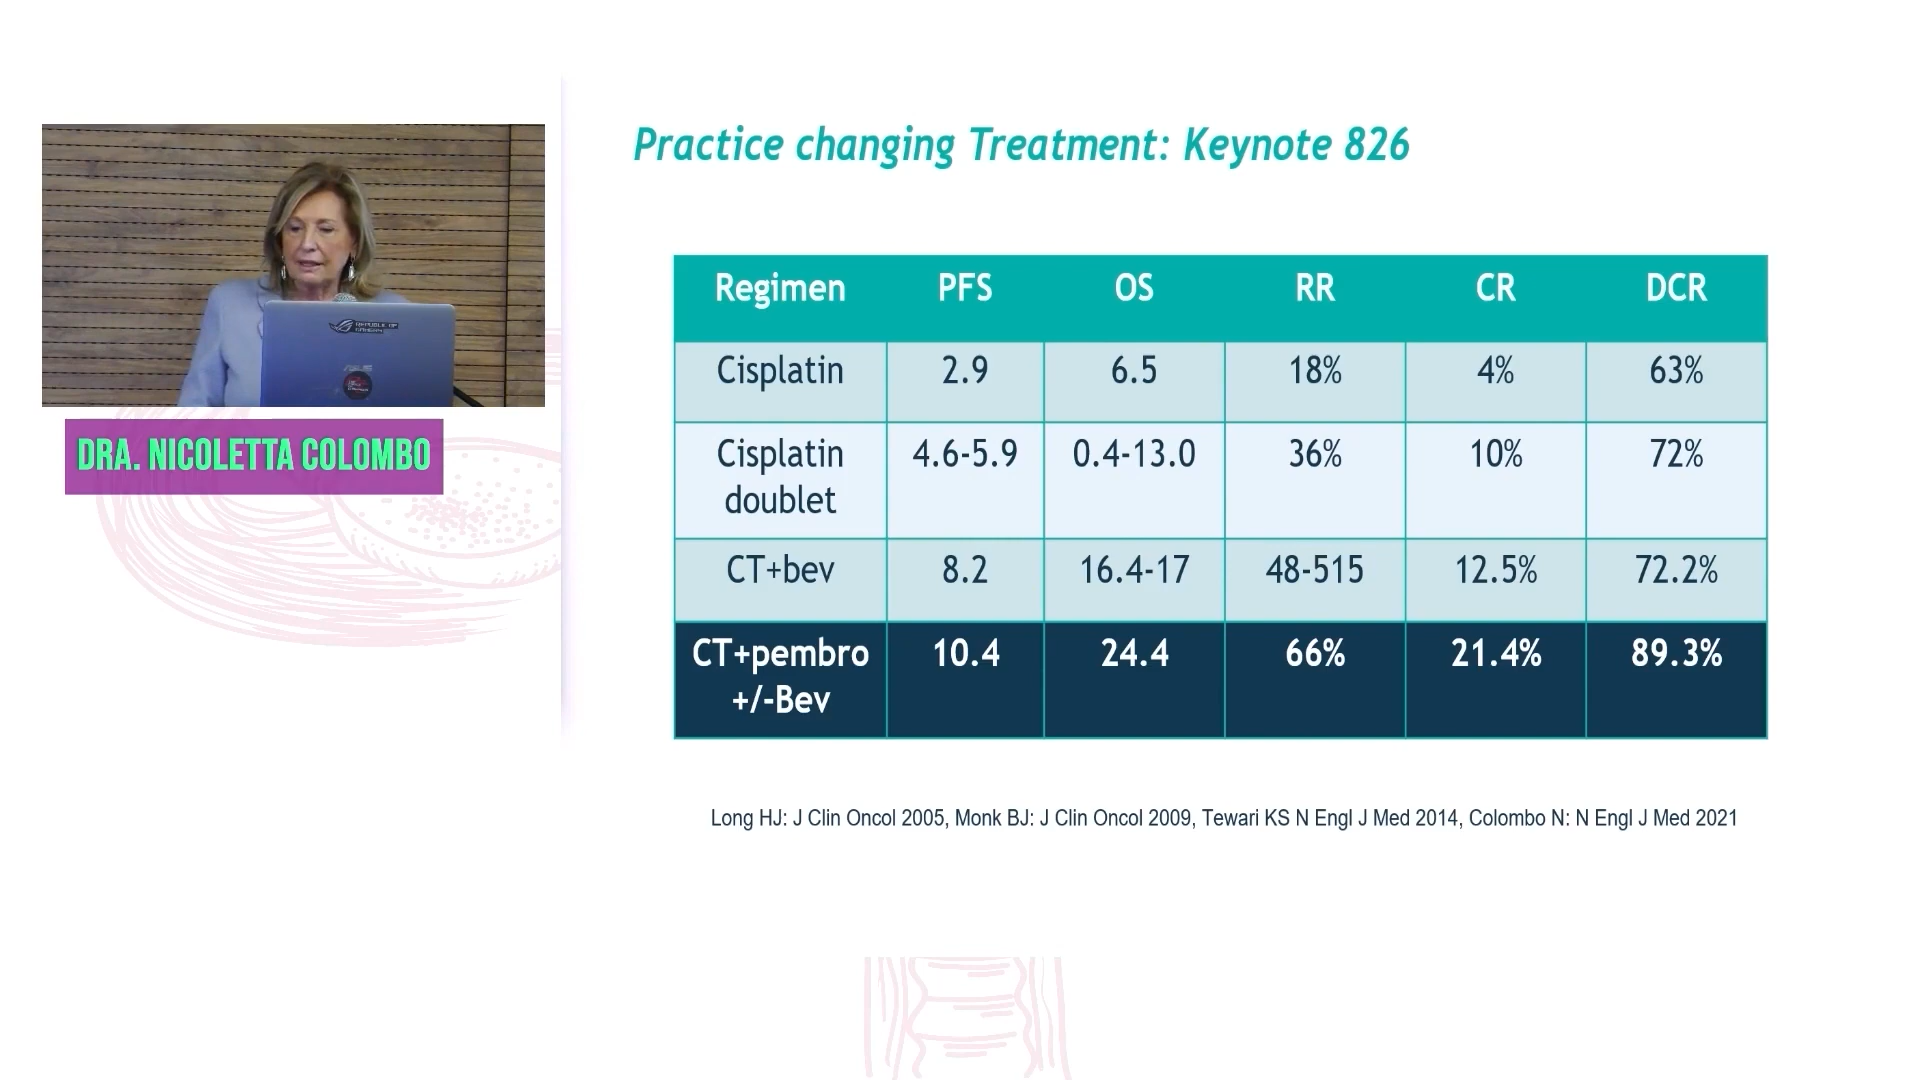 Practice changing Treatment: Keynote 826
Regimen PFS OS RR CR DCR
Cisplatin 2.9 6.5 18% 4% 63%
Cisplatin doublet 4.6-5.9 0.4-13.0 36% 10% 72%
CT+bev 8.2 16.4-17 48-515 12.5% 72.2%
CT+pembro +/-Bev 10.4 24.4 66% 21.4% 89.3%
Long HJ: J Clin Oncol 2005, Monk BJ: J Clin Oncol 2009, Tewari KS N Engl J Med 2014, Colombo N: N Engl J Med 2021
REPUBLIC OF
GAMERS
ASUS
DRA. NICOLETTA COLOMBO